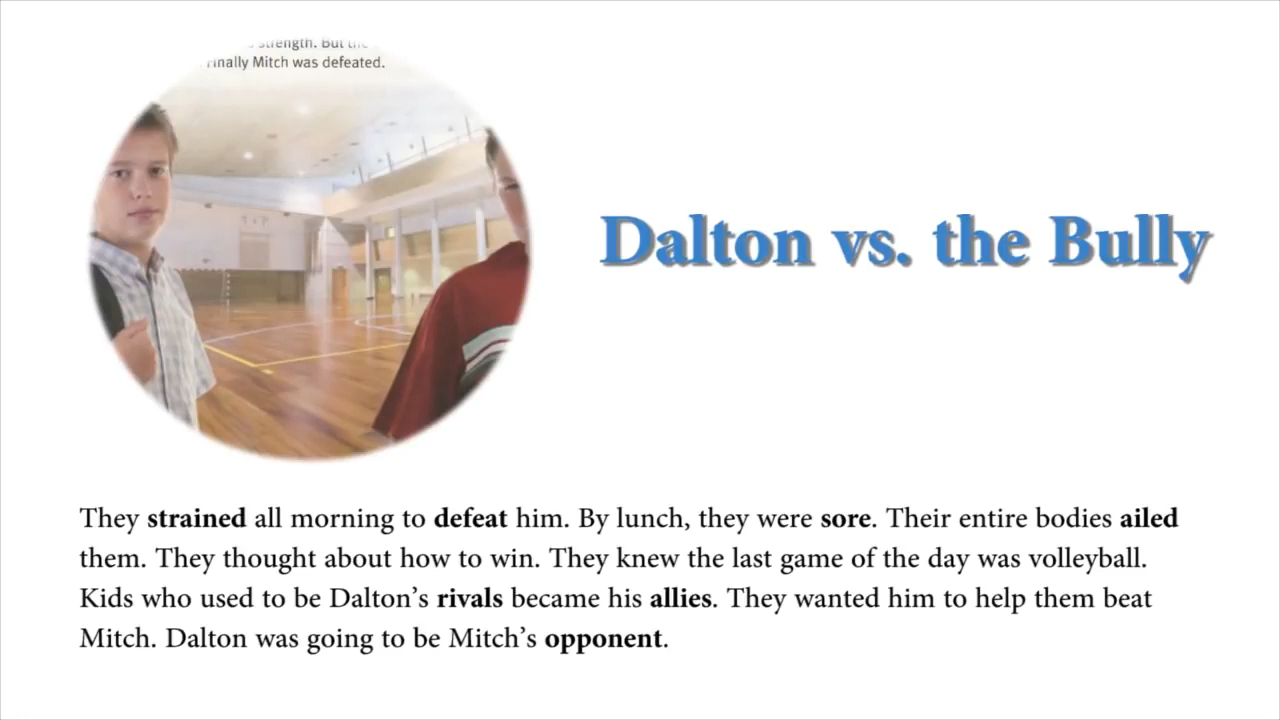 strength. But the
Finally Mitch was defeated.
Dalton vs. the Bully
They strained all morning to defeat him. By lunch, they were sore. Their entire bodies ailed
them. They thought about how to win. They knew the last game of the day was volleyball.
Kids who used to be Dalton’s rivals became his allies. They wanted him to help them beat
Mitch. Dalton was going to be Mitch’s opponent.